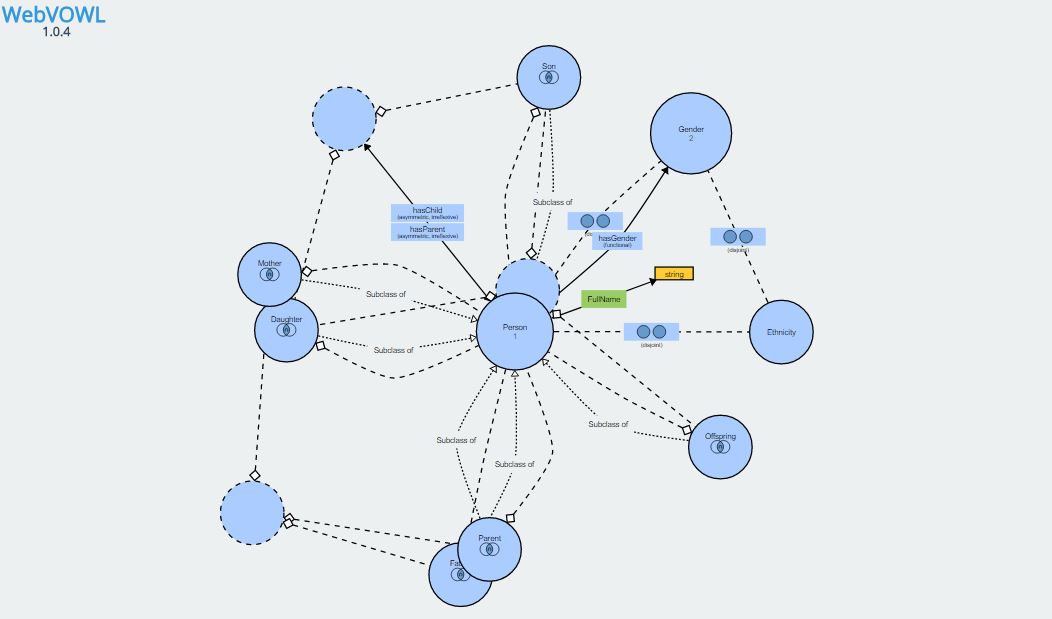 WebVOWL
1.0.4
Son
Gender
2
Subclass of
hasChild
(asymmetric, irreflexive)
hasParent
(asymmetric, irreflexive)
hasGender
(functional)
(disjoint)
Mother
Subclass of
string
FullName
Daughter
Person
1
Ethnicity
(disjoint)
Subclass of
Subclass of
Offspring
Subclass of
Subclass of
Parent